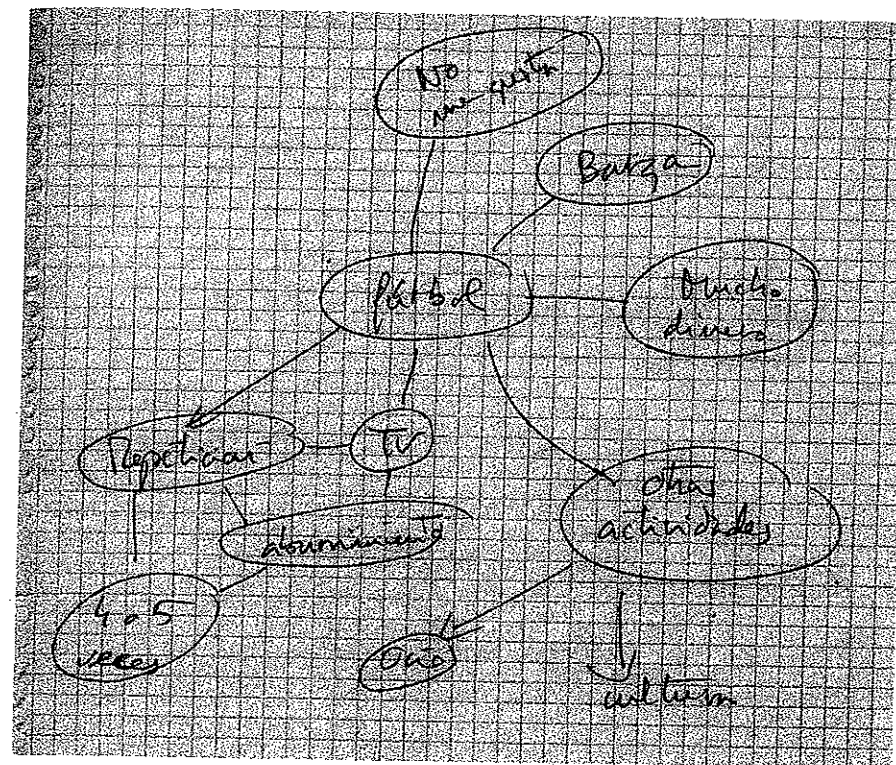 No
me gusta
Barça
fútbol
Mucho
dinero
Repetición
TV
otras
actividades
aburrimiento
4 o 5
veces
Ocio
cultura